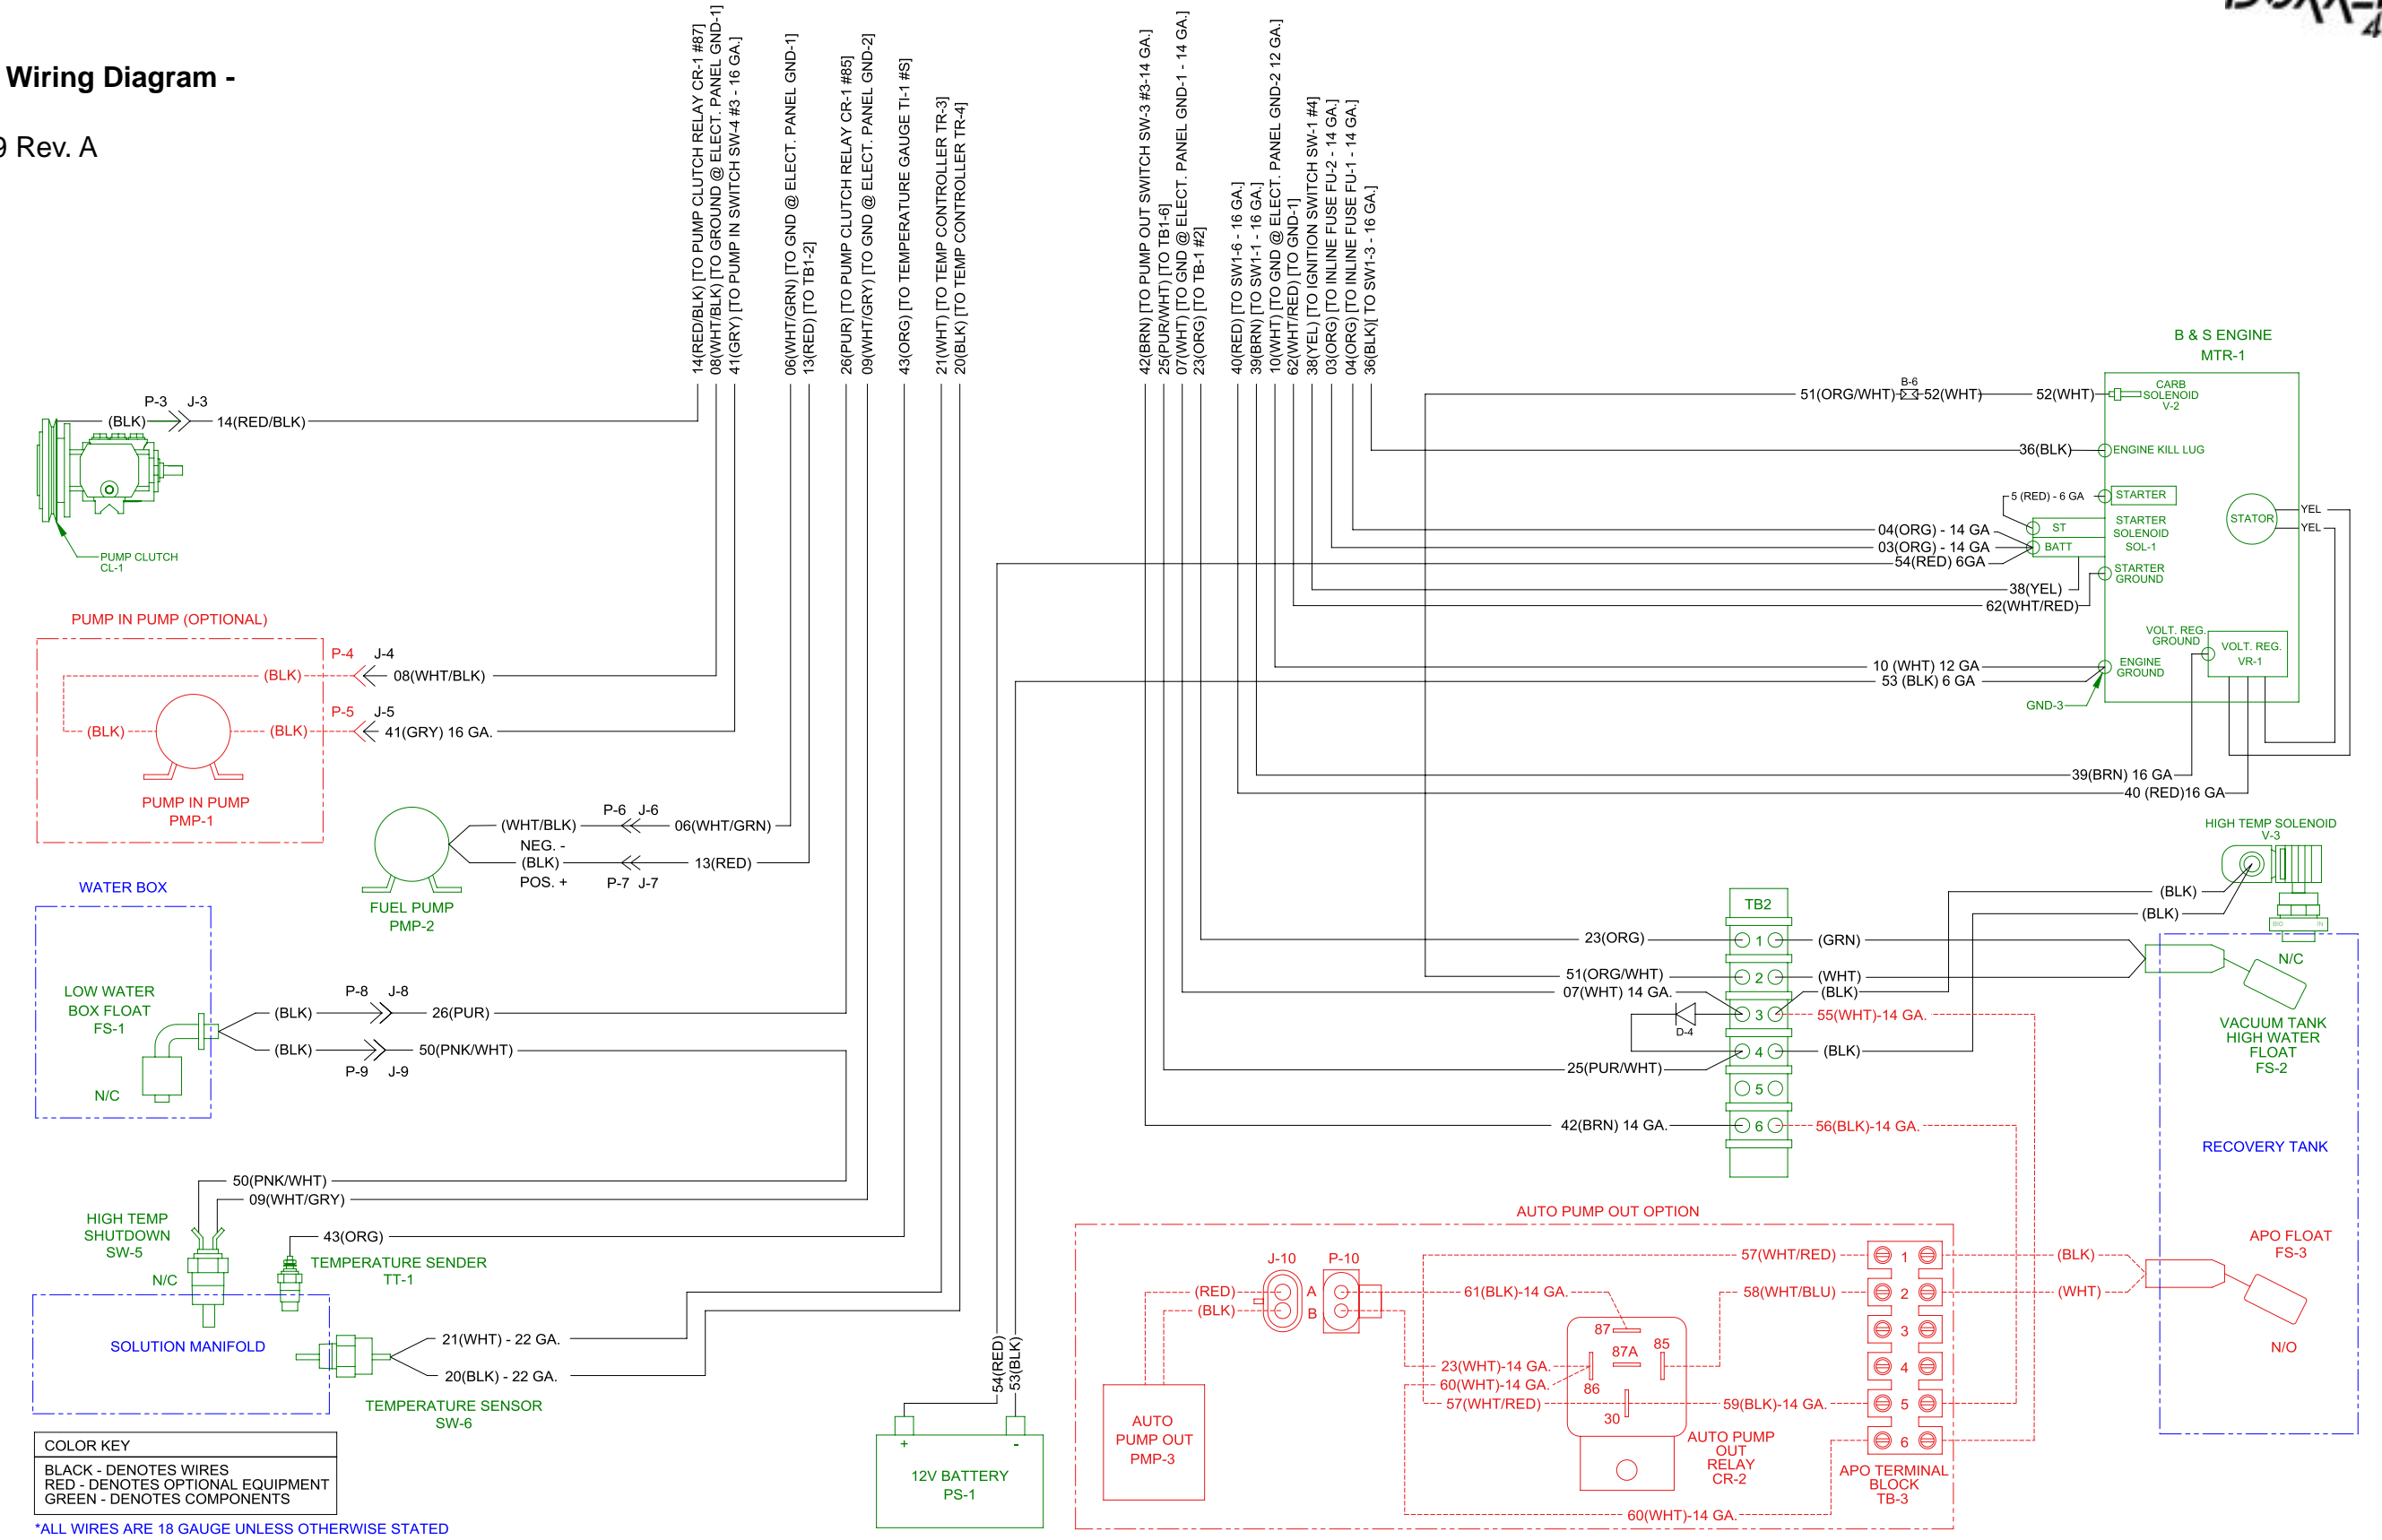 Wiring Diagram -
9 Rev. A
14(RED/BLK) [TO PUMP CLUTCH RELAY CR-1 #87]
08(WHT/BLK) [TO GROUND @ ELECT. PANEL GND-1]
41(GRY) [TO PUMP IN SWITCH SW-4 #3 - 16 GA.]
06(WHT/GRN) [TO GND @ ELECT. PANEL GND-1]
13(RED) [TO TB1-2]
26(PUR) [TO PUMP CLUTCH RELAY CR-1 #85]
09(WHT/GRY) [TO GND @ ELECT. PANEL GND-2]
43(ORG) [TO TEMPERATURE GAUGE TI-1 #S]
21(WHT) [TO TEMP CONTROLLER TR-3]
20(BLK) [TO TEMP CONTROLLER TR-4]
42(BRN) [TO PUMP OUT SWITCH SW-3 #3-14 GA.]
25(PUR/WHT) [TO TB1-6]
07(WHT) [TO GND @ ELECT. PANEL GND-1 - 14 GA.]
23(ORG) [TO TB-1 #2]
40(RED) [TO SW1-6 - 16 GA.]
39(BRN) [TO SW1-1 - 16 GA.]
10(WHT) [TO GND @ ELECT. PANEL GND-2 12 GA.]
62(WHT/RED) [TO GND-1]
38(YEL) [TO IGNITION SWITCH SW-1 #4]
03(ORG) [TO INLINE FUSE FU-2 - 14 GA.]
04(ORG) [TO INLINE FUSE FU-1 - 14 GA.]
36(BLK)[ TO SW1-3 - 16 GA.]
P-3 J-3
(BLK) 14(RED/BLK)
PUMP CLUTCH
CL-1
PUMP IN PUMP (OPTIONAL)
P-4 J-4
(BLK) 08(WHT/BLK)
P-5 J-5
(BLK) (BLK) 41(GRY) 16 GA.
PUMP IN PUMP
PMP-1
P-6 J-6
(WHT/BLK) 06(WHT/GRN)
NEG. -
(BLK) 13(RED)
POS. + P-7 J-7
FUEL PUMP
PMP-2
WATER BOX
LOW WATER
BOX FLOAT
FS-1
N/C
P-8 J-8
(BLK) 26(PUR)
(BLK) 50(PNK/WHT)
P-9 J-9
50(PNK/WHT)
09(WHT/GRY)
HIGH TEMP
SHUTDOWN
SW-5
N/C
43(ORG)
TEMPERATURE SENDER
TT-1
SOLUTION MANIFOLD
21(WHT) - 22 GA.
20(BLK) - 22 GA.
TEMPERATURE SENSOR
SW-6
COLOR KEY
BLACK - DENOTES WIRES
RED - DENOTES OPTIONAL EQUIPMENT
GREEN - DENOTES COMPONENTS
*ALL WIRES ARE 18 GAUGE UNLESS OTHERWISE STATED
54(RED)
53(BLK)
+ -
12V BATTERY
PS-1
B & S ENGINE
MTR-1
51(ORG/WHT) B-6 52(WHT) 52(WHT)
CARB
SOLENOID
V-2
36(BLK) ENGINE KILL LUG
5 (RED) - 6 GA STARTER
04(ORG) - 14 GA ST
03(ORG) - 14 GA BATT
STARTER
SOLENOID
SOL-1
54(RED) 6GA
STARTER
GROUND
38(YEL)
62(WHT/RED)
STATOR
YEL
YEL
VOLT. REG.
GROUND
VOLT. REG.
VR-1
10 (WHT) 12 GA
53 (BLK) 6 GA
ENGINE
GROUND
GND-3
39(BRN) 16 GA
40 (RED)16 GA
HIGH TEMP SOLENOID
V-3
(BLK)
(BLK)
IN
N/C
TB2
23(ORG) 1 (GRN)
51(ORG/WHT) 2 (WHT)
07(WHT) 14 GA. (BLK)
D-4 3 55(WHT)-14 GA.
4 (BLK)
25(PUR/WHT)
5
42(BRN) 14 GA. 6 56(BLK)-14 GA.
VACUUM TANK
HIGH WATER
FLOAT
FS-2
RECOVERY TANK
APO FLOAT
FS-3
N/O
AUTO PUMP OUT OPTION
J-10 P-10
(RED) A
(BLK) B
57(WHT/RED) 1 (BLK)
61(BLK)-14 GA. 58(WHT/BLU) 2 (WHT)
3
4
5
6
87
87A
85
86
30
23(WHT)-14 GA.
60(WHT)-14 GA.
57(WHT/RED) 59(BLK)-14 GA.
AUTO
PUMP OUT
PMP-3
AUTO PUMP
OUT
RELAY
CR-2
APO TERMINAL
BLOCK
TB-3
60(WHT)-14 GA.